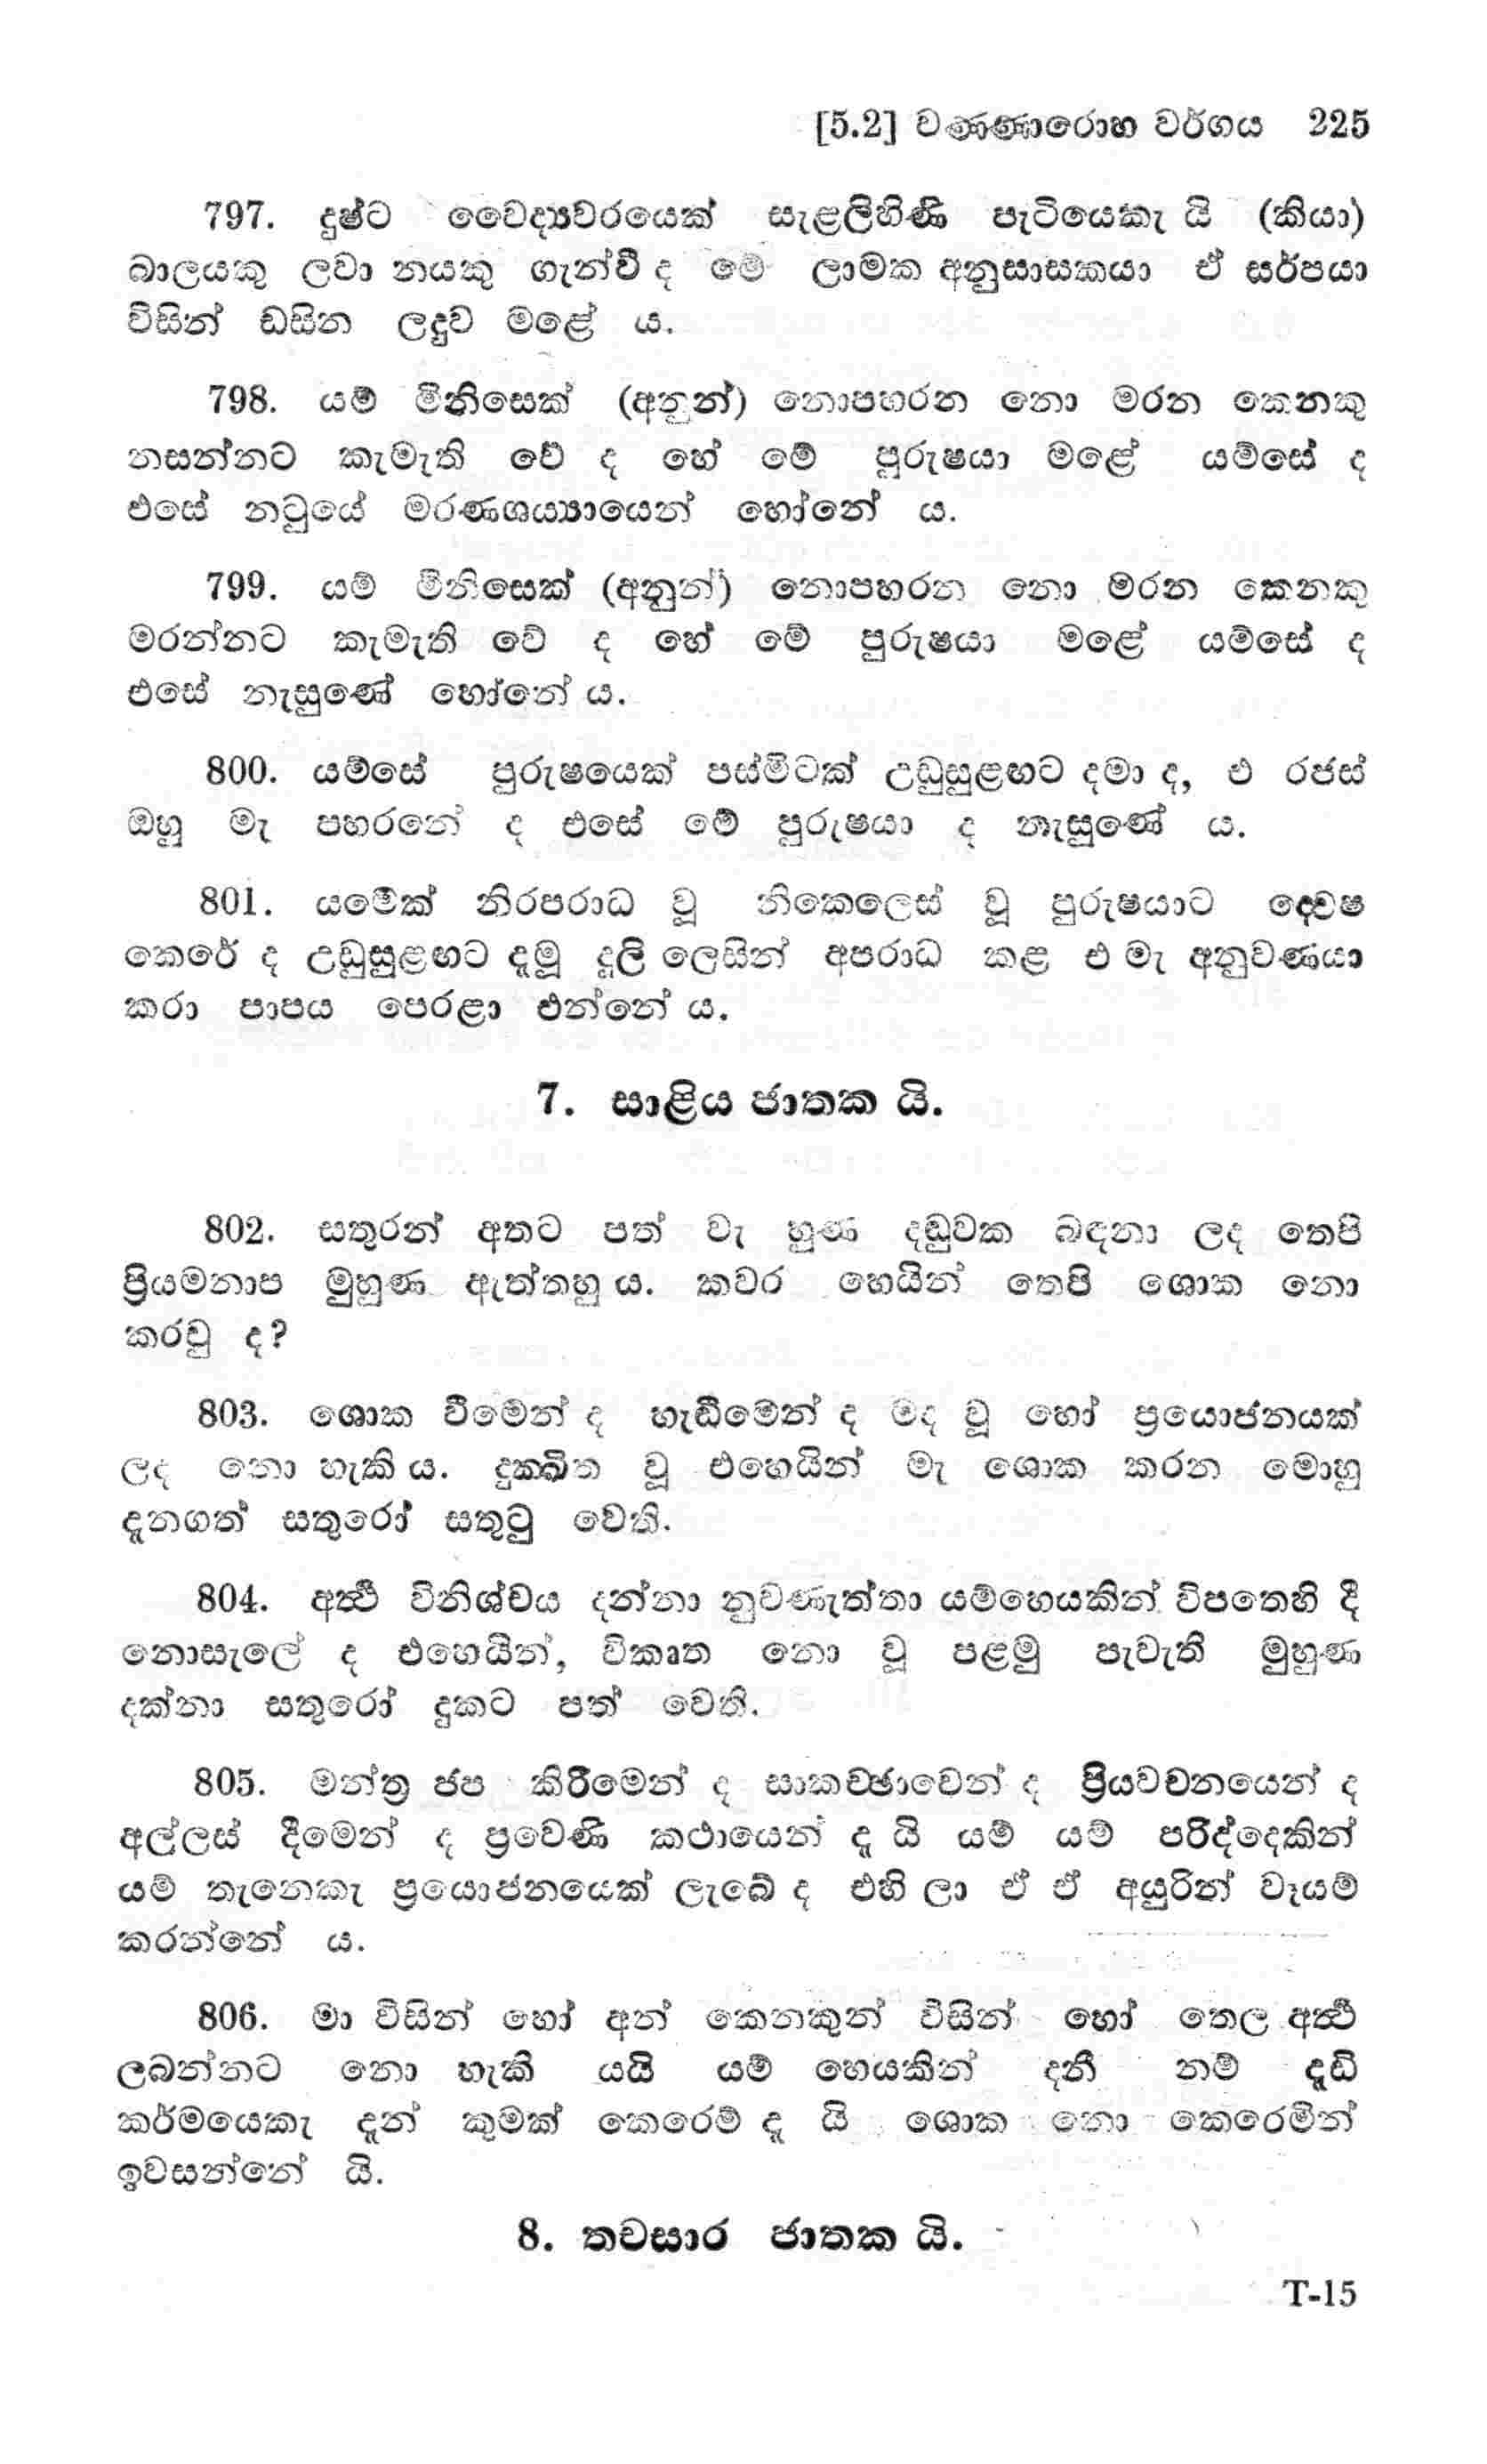 [5.2] වණ්ණාරොහ වර්ගය 225
797. දුෂ්ට වෛද්‍යවරයෙක් සැළලිහිණි පැටියෙකැ යි (කියා)
බාලයකු ලවා නයකු ගැන්වී ද මේ ලාමක අනුසාසකයා ඒ සර්පයා
විසින් ඩසින ලදුව මළේ ය.
798. යම් මිනිසෙක් (අනුන්) නොපහරන නො මරන කෙනකු
නසන්නට කැමැති වේ ද හේ මේ පුරුෂයා මළේ යම්සේ ද
එසේ නටුයේ මරණශය්‍යායෙන් හෝනේ ය.
799. යම් මිනිසෙක් (අනුන්) නොපහරන නො මරන කෙනකු
මරන්නට කැමැති වේ ද හේ මේ පුරුෂයා මළේ යම්සේ ද
එසේ නැසුණේ හෝනේ ය.
800. යම්සේ පුරුෂයෙක් පස්මිටක් උඩුසුළඟට දමා ද, එ රජස්
ඔහු මැ පහරනේ ද එසේ මේ පුරුෂයා ද නැසුණේ ය.
801. යමෙක් නිරපරාධ වූ නිකෙලෙස් වූ පුරුෂයාට ද්‍වෙෂ
කෙරේ ද උඩුසුළඟට දැමූ දූලි ලෙසින් අපරාධ කළ එ මැ අනුවණයා
කරා පාපය පෙරළා එන්නේ ය.
7. සාළිය ජාතක යි.
802. සතුරන් අතට පත් වැ හුණ දඬුවක බඳනා ලද තෙපි
ප්‍රියමනාප මුහුණ ඇත්තහු ය. කවර හෙයින් තෙපි ශොක නො
කරවු ද?
803. ශොක වීමෙන් ද හැඬීමෙන් ද මද වූ හෝ ප්‍රයොජනයක්
ලද නො හැකි ය. දුක්ඛිත වූ එහෙයින් මැ ශොක කරන මොහු
දැනගත් සතුරෝ සතුටු වෙති.
804. අර්‍ත්‍ථ විනිශ්චය දන්නා නුවණැත්තා යම්හෙයකින් විපතෙහි දී
නොසැලේ ද එහෙයින්, විකෘත නො වූ පළමු පැවැති මුහුණ
දක්නා සතුරෝ දුකට පත් වෙති.
805. මන්ත්‍ර ජප කිරීමෙන් ද සාකච්ඡාවෙන් ද ප්‍රියවචනයෙන් ද
අල්ලස් දීමෙන් ද ප්‍රවෙණි කථායෙන් දැ යි යම් යම් පරිද්දෙකින්
යම් තැනෙකැ ප්‍රයොජනයෙක් ලැබේ ද එහි ලා ඒ ඒ අයුරින් වෑයම්
කරන්නේ ය.
806. මා විසින් හෝ අන් කෙනකුන් විසින් හෝ තෙල අර්‍ත්‍ථ
ලබන්නට නො හැකි යයි යම් හෙයකින් දනී නම් දැඩි
කර්මයෙකැ දැන් කුමක් කෙරෙම් දැ යි ශොක නො කෙරෙමින්
ඉවසන්නේ යි.
8. තචසාර ජාතක යි.
T-15